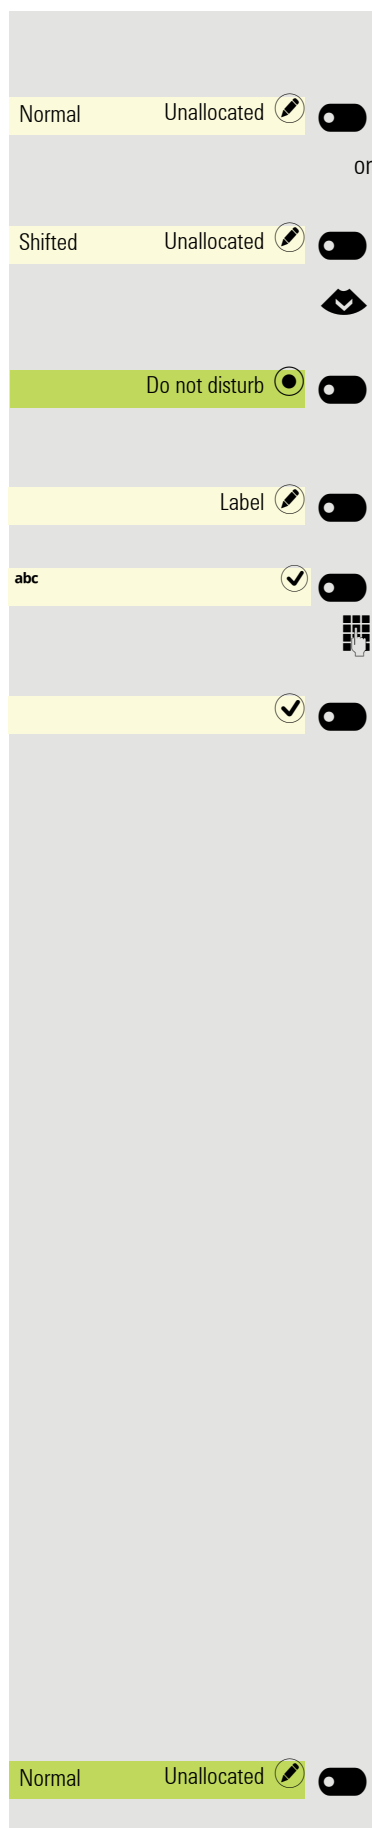 Normal Unallocated
or
Shifted Unallocated
Do not disturb
Label
abc
Normal Unallocated